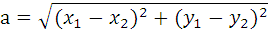 a = √((x₁ − x₂)² + (y₁ − y₂)²)